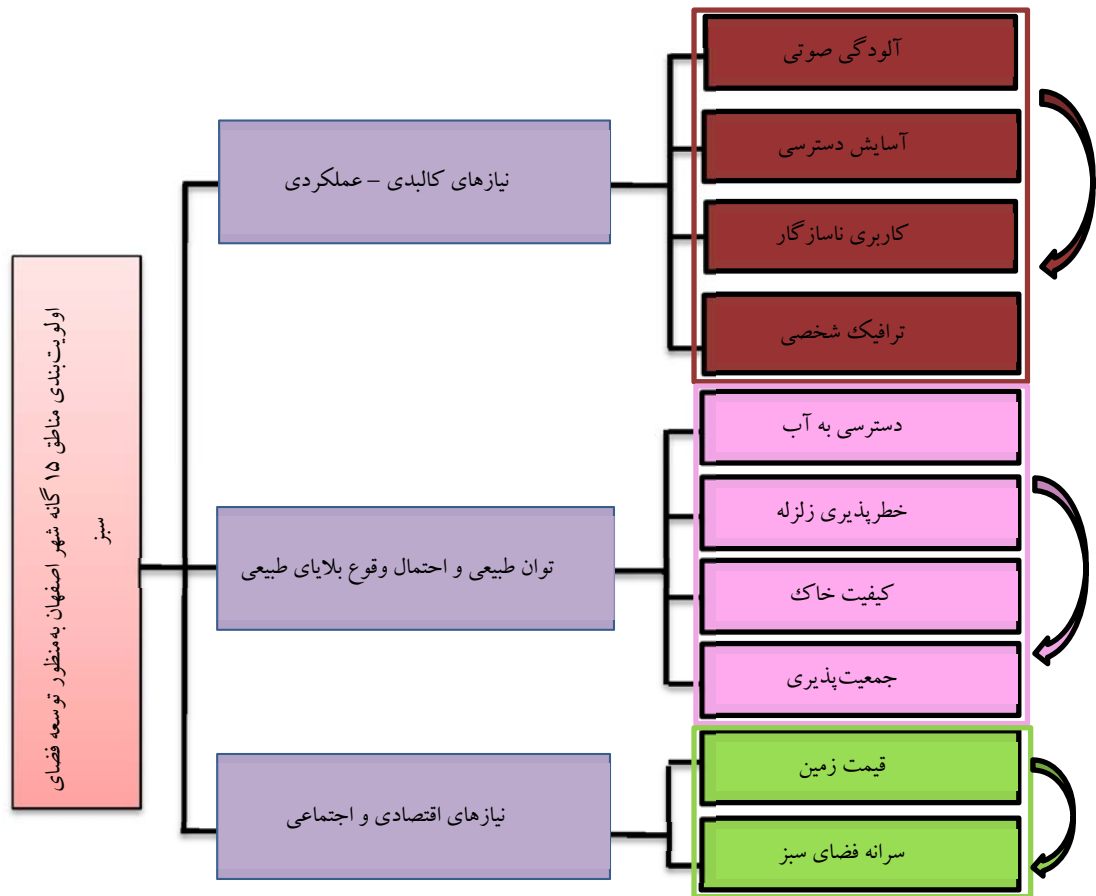 اولویت‌بندی مناطق ۱۵ گانه شهر اصفهان به‌منظور توسعه فضای
سبز
نیازهای کالبدی – عملکردی
آلودگی صوتی
آسایش دسترسی
کاربری ناسازگار
ترافیک شخصی
توان طبیعی و احتمال وقوع بلایای طبیعی
دسترسی به آب
خطرپذیری زلزله
کیفیت خاک
جمعیت‌پذیری
نیازهای اقتصادی و اجتماعی
قیمت زمین
سرانه فضای سبز